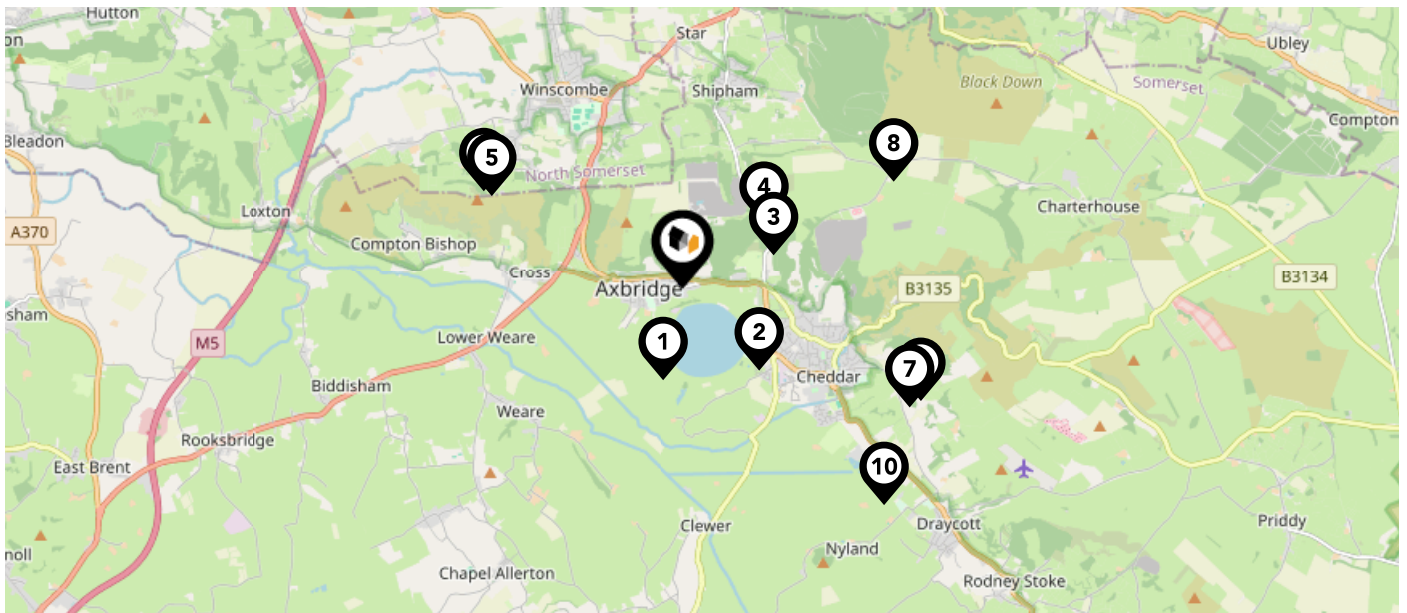 Hutton
on
Star
Ubley
Winscombe
Shipham
Black Down
Somerset
Compton
Bleadon
8
5
North Somerset
4
Charterhouse
Loxton
3
A370
Compton Bishop
Cross
B3134
Axbridge
B3135
sham
M5
Lower Weare
1
2
7
Cheddar
Biddisham
Weare
Rooksbridge
East Brent
10
Clewer
Draycott
Priddy
noll
Nyland
Chapel Allerton
Rodney Stoke